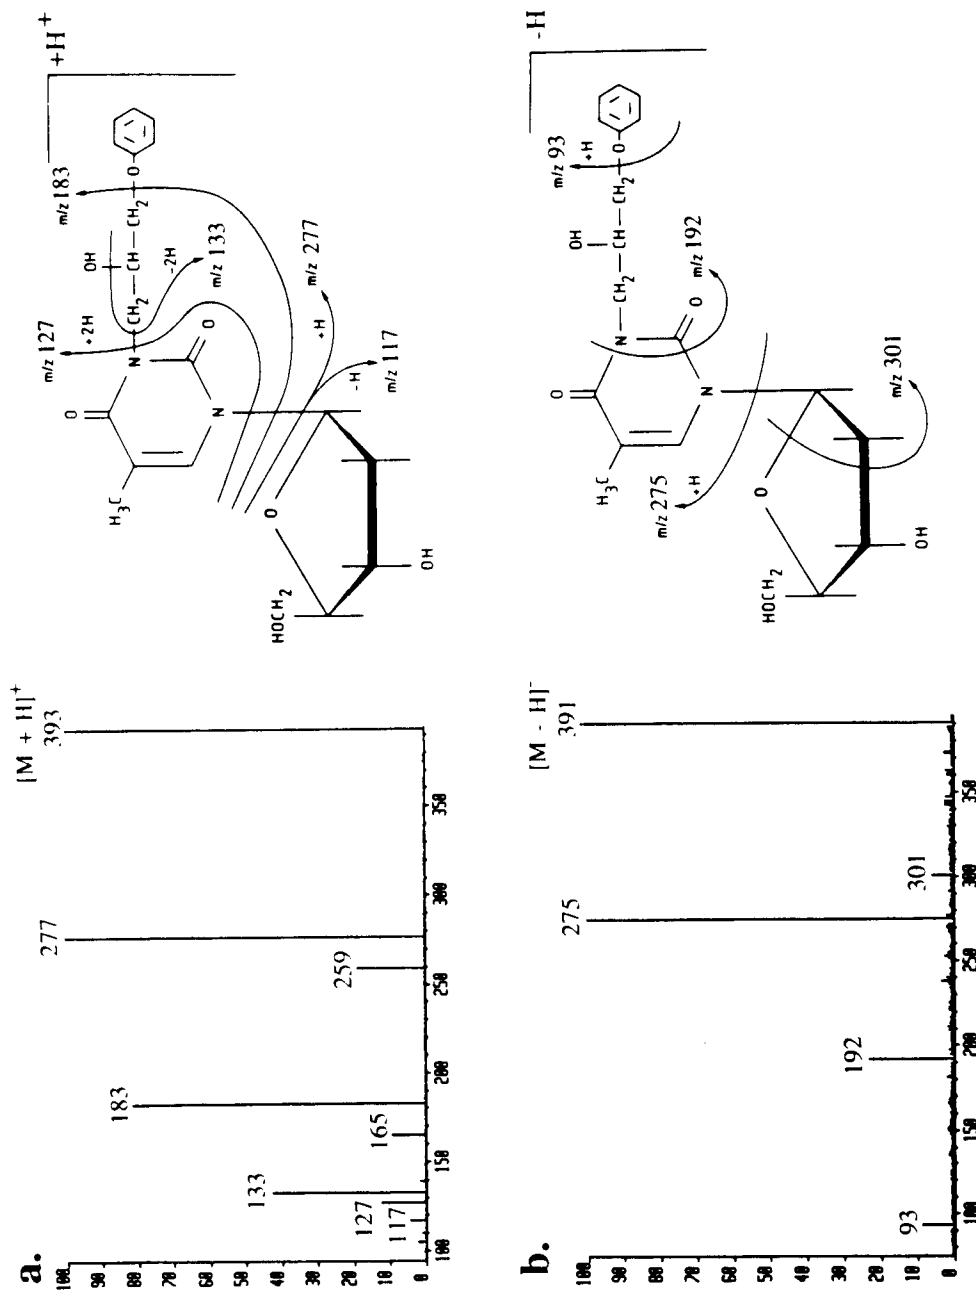 a.
[M + H]+
100
90
80
70
60
50
40
30
20
10
0
117
127
133
165
183
259
277
393
100
150
200
250
300
350
+H+
m/z 127
+2H
m/z 183
OH
N—CH2—CH—CH2—O
-2H
m/z 133
O
O
H3C
N
m/z 277
+H
-H
m/z 117
O
HOCH2
OH
b.
[M - H]-
100
90
80
70
60
50
40
30
20
10
0
93
192
275
301
391
100
150
200
250
300
350
-H
m/z 93
+H
OH
N—CH2—CH—CH2—O
m/z 192
O
O
H3C
N
m/z 275
+H
m/z 301
O
HOCH2
OH